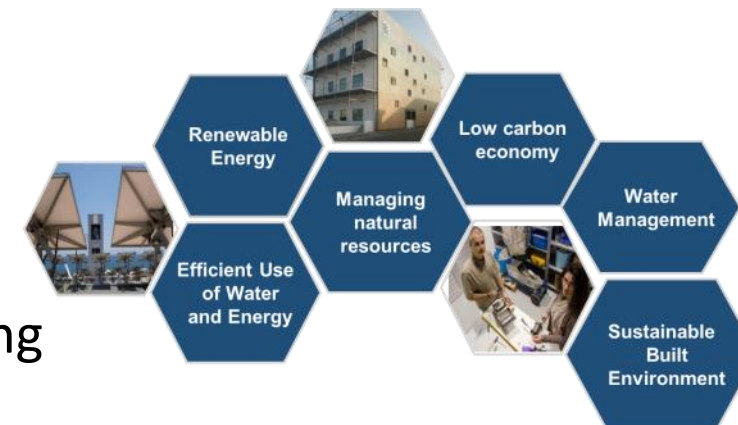 Renewable
Energy
Low carbon
economy
Managing
natural
resources
Water
Management
Efficient Use
of Water
and Energy
ng
Sustainable
Built
Environment